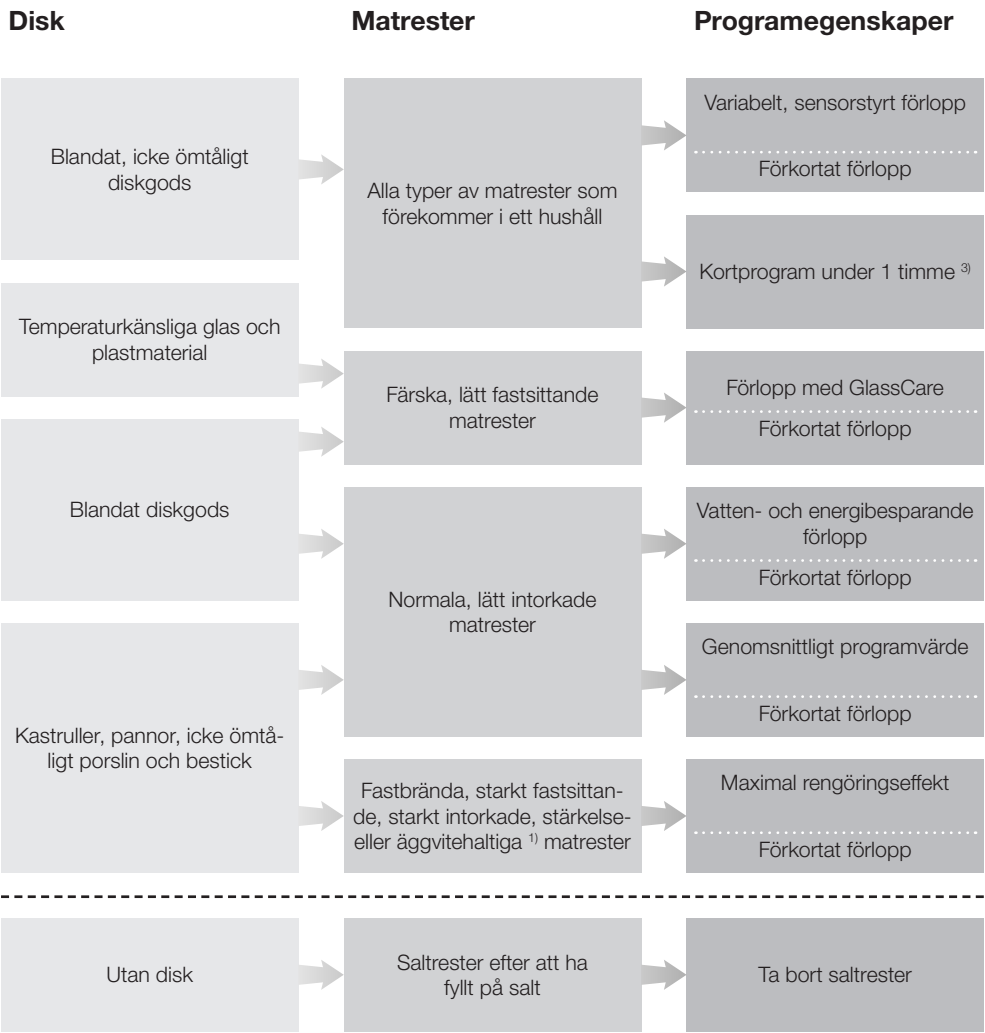 Disk
Matrester
Programegenskaper
Blandat, icke ömtåligt
diskgods
Alla typer av matrester som
förekommer i ett hushåll
Variabelt, sensorstyrt förlopp
Förkortat förlopp
Kortprogram under 1 timme 3)
Temperaturkänsliga glas och
plastmaterial
Färska, lätt fastsittande
matrester
Förlopp med GlassCare
Förkortat förlopp
Blandat diskgods
Normala, lätt intorkade
matrester
Vatten- och energibesparande
förlopp
Förkortat förlopp
Genomsnittligt programvärde
Förkortat förlopp
Kastruller, pannor, icke ömtå-
ligt porslin och bestick
Fastbrända, starkt fastsittan-
de, starkt intorkade, stärkelse-
eller äggvitehaltiga 1) matrester
Maximal rengöringseffekt
Förkortat förlopp
Utan disk
Saltrester efter att ha
fyllt på salt
Ta bort saltrester